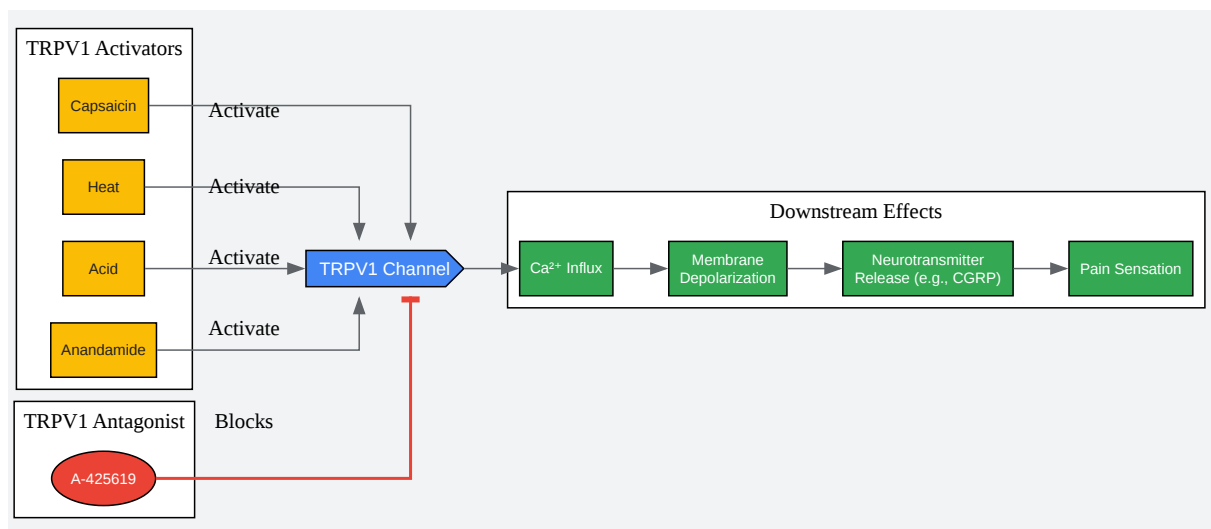 TRPV1 Activators
Capsaicin
Activate
Heat
Activate
Acid
Activate
Anandamide
Activate
TRPV1 Channel
Downstream Effects
Ca²⁺ Influx
Membrane
Depolarization
Neurotransmitter
Release (e.g., CGRP)
Pain Sensation
TRPV1 Antagonist
Blocks
A-425619